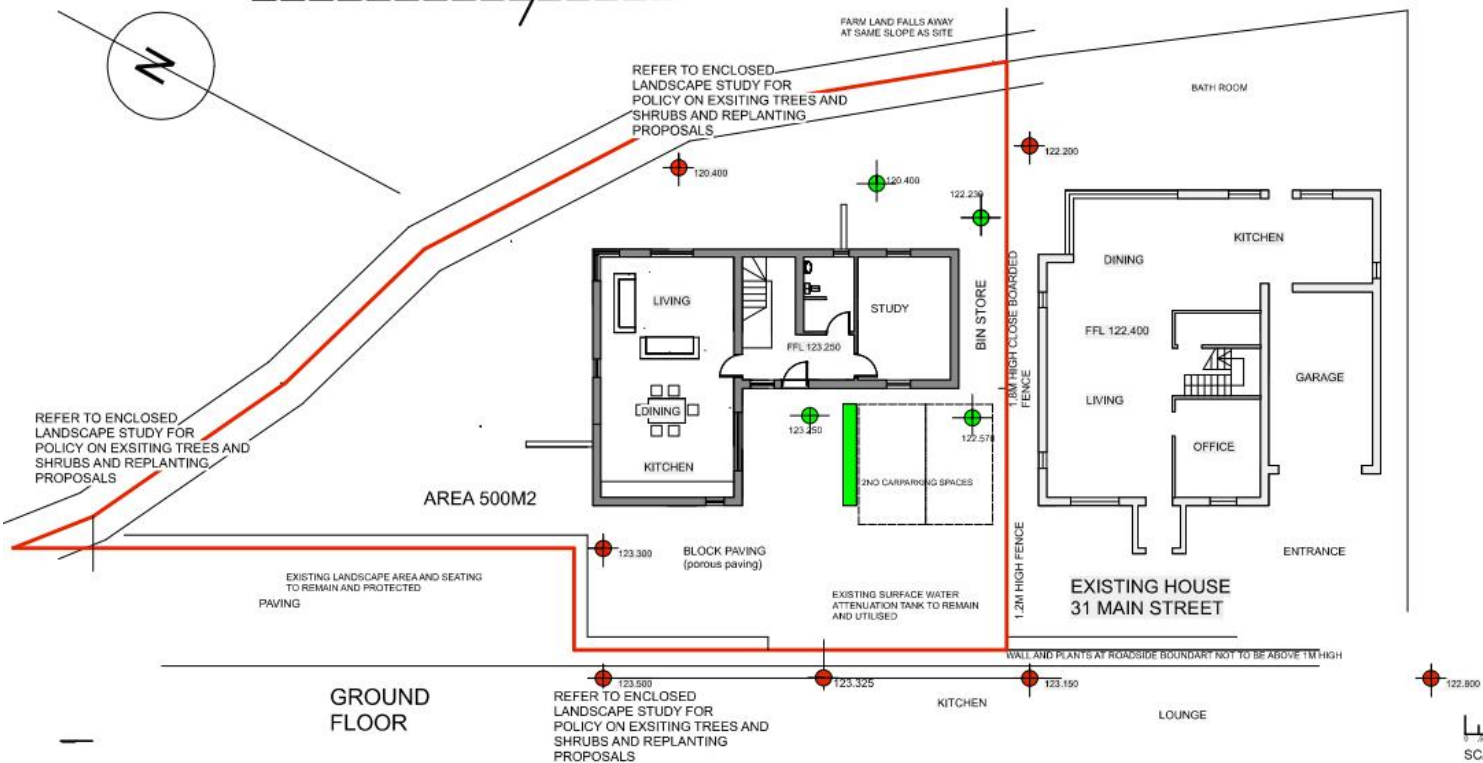 FARM LAND FALLS AWAY
AT SAME SLOPE AS SITE
N
REFER TO ENCLOSED
LANDSCAPE STUDY FOR
POLICY ON EXSITING TREES AND
SHRUBS AND REPLANTING
PROPOSALS
BATH ROOM
122.200
120.400
120.400
122.230
KITCHEN
DINING
LIVING
STUDY
BIN STORE
1.8M HIGH CLOSE BOARDED
FENCE
FFL 122.400
FFL 123.250
GARAGE
LIVING
DINING
123.250
122.570
REFER TO ENCLOSED
LANDSCAPE STUDY FOR
POLICY ON EXSITING TREES AND
SHRUBS AND REPLANTING
PROPOSALS
OFFICE
KITCHEN
2NO CARPARKING SPACES
AREA 500M2
123.300
BLOCK PAVING
(porous paving)
1.2M HIGH FENCE
ENTRANCE
EXISTING LANDSCAPE AREA AND SEATING
TO REMAIN AND PROTECTED
PAVING
EXISTING SURFACE WATER
ATTENUATION TANK TO REMAIN
AND UTILISED
EXISTING HOUSE
31 MAIN STREET
WALL AND PLANTS AT ROADSIDE BOUNDART NOT TO BE ABOVE 1M HIGH
123.500
123.325
123.150
122.800
GROUND
FLOOR
REFER TO ENCLOSED
LANDSCAPE STUDY FOR
POLICY ON EXSITING TREES AND
SHRUBS AND REPLANTING
PROPOSALS
KITCHEN
LOUNGE